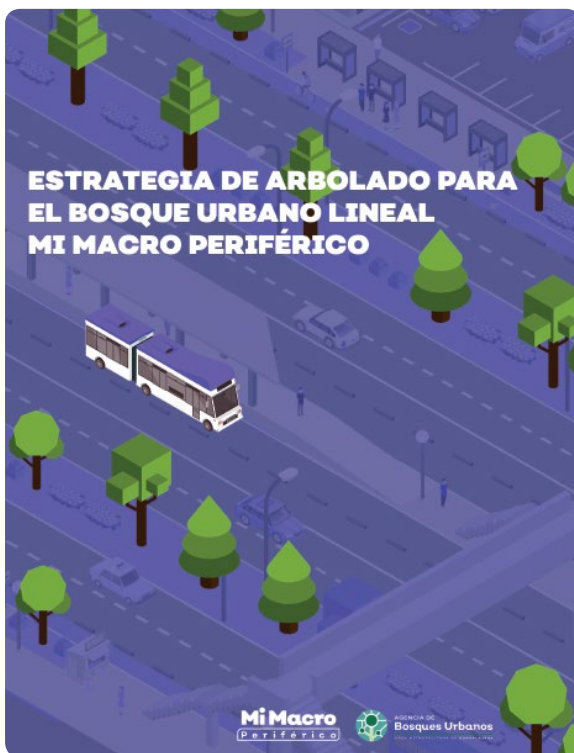 ESTRATEGIA DE ARBOLADO PARA
EL BOSQUE URBANO LINEAL
MI MACRO PERIFÉRICO
Mi Macro
Periférico
AGENCIA DE
Bosques Urbanos